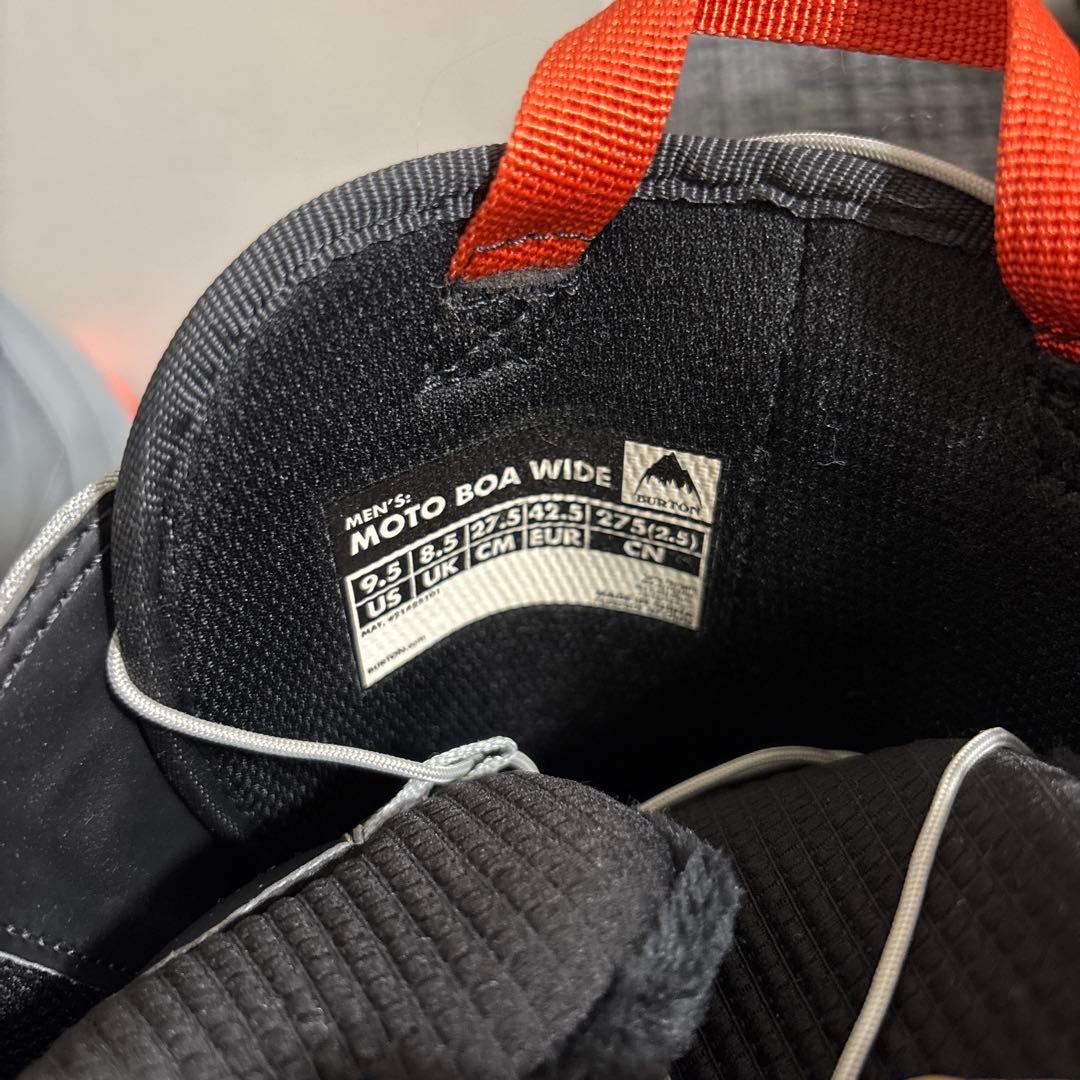 MEN'S:
MOTO BOA WIDE
BURTON
9.5 8.5 27.5 42.5 275(2.5)
US UK CM EUR CN
BURTON.com